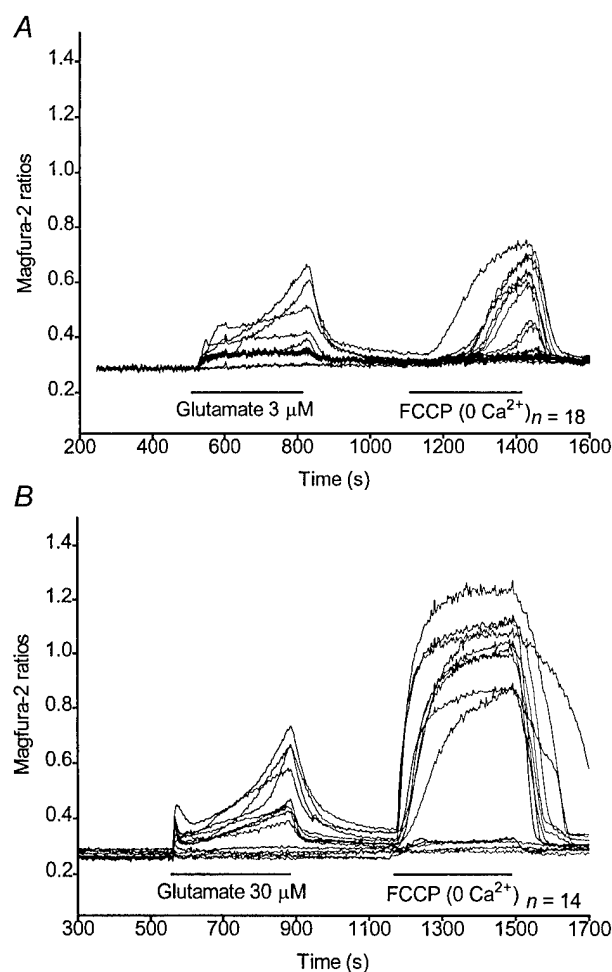 A
1.4
1.2
1.0
0.8
0.6
0.4
0.2
Magfura-2 ratios
Glutamate 3 μM
FCCP (0 Ca²⁺) n = 18
200 400 600 800 1000 1200 1400 1600
Time (s)
B
1.4
1.2
1.0
0.8
0.6
0.4
0.2
Magfura-2 ratios
Glutamate 30 μM
FCCP (0 Ca²⁺) n = 14
300 500 700 900 1100 1300 1500 1700
Time (s)